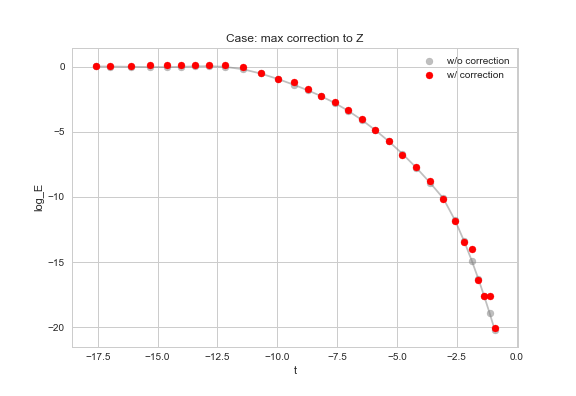 Case: max correction to Z
w/o correction
w/ correction
0
−5
−10
−15
−20
log_E
−17.5 −15.0 −12.5 −10.0 −7.5 −5.0 −2.5 0.0
t